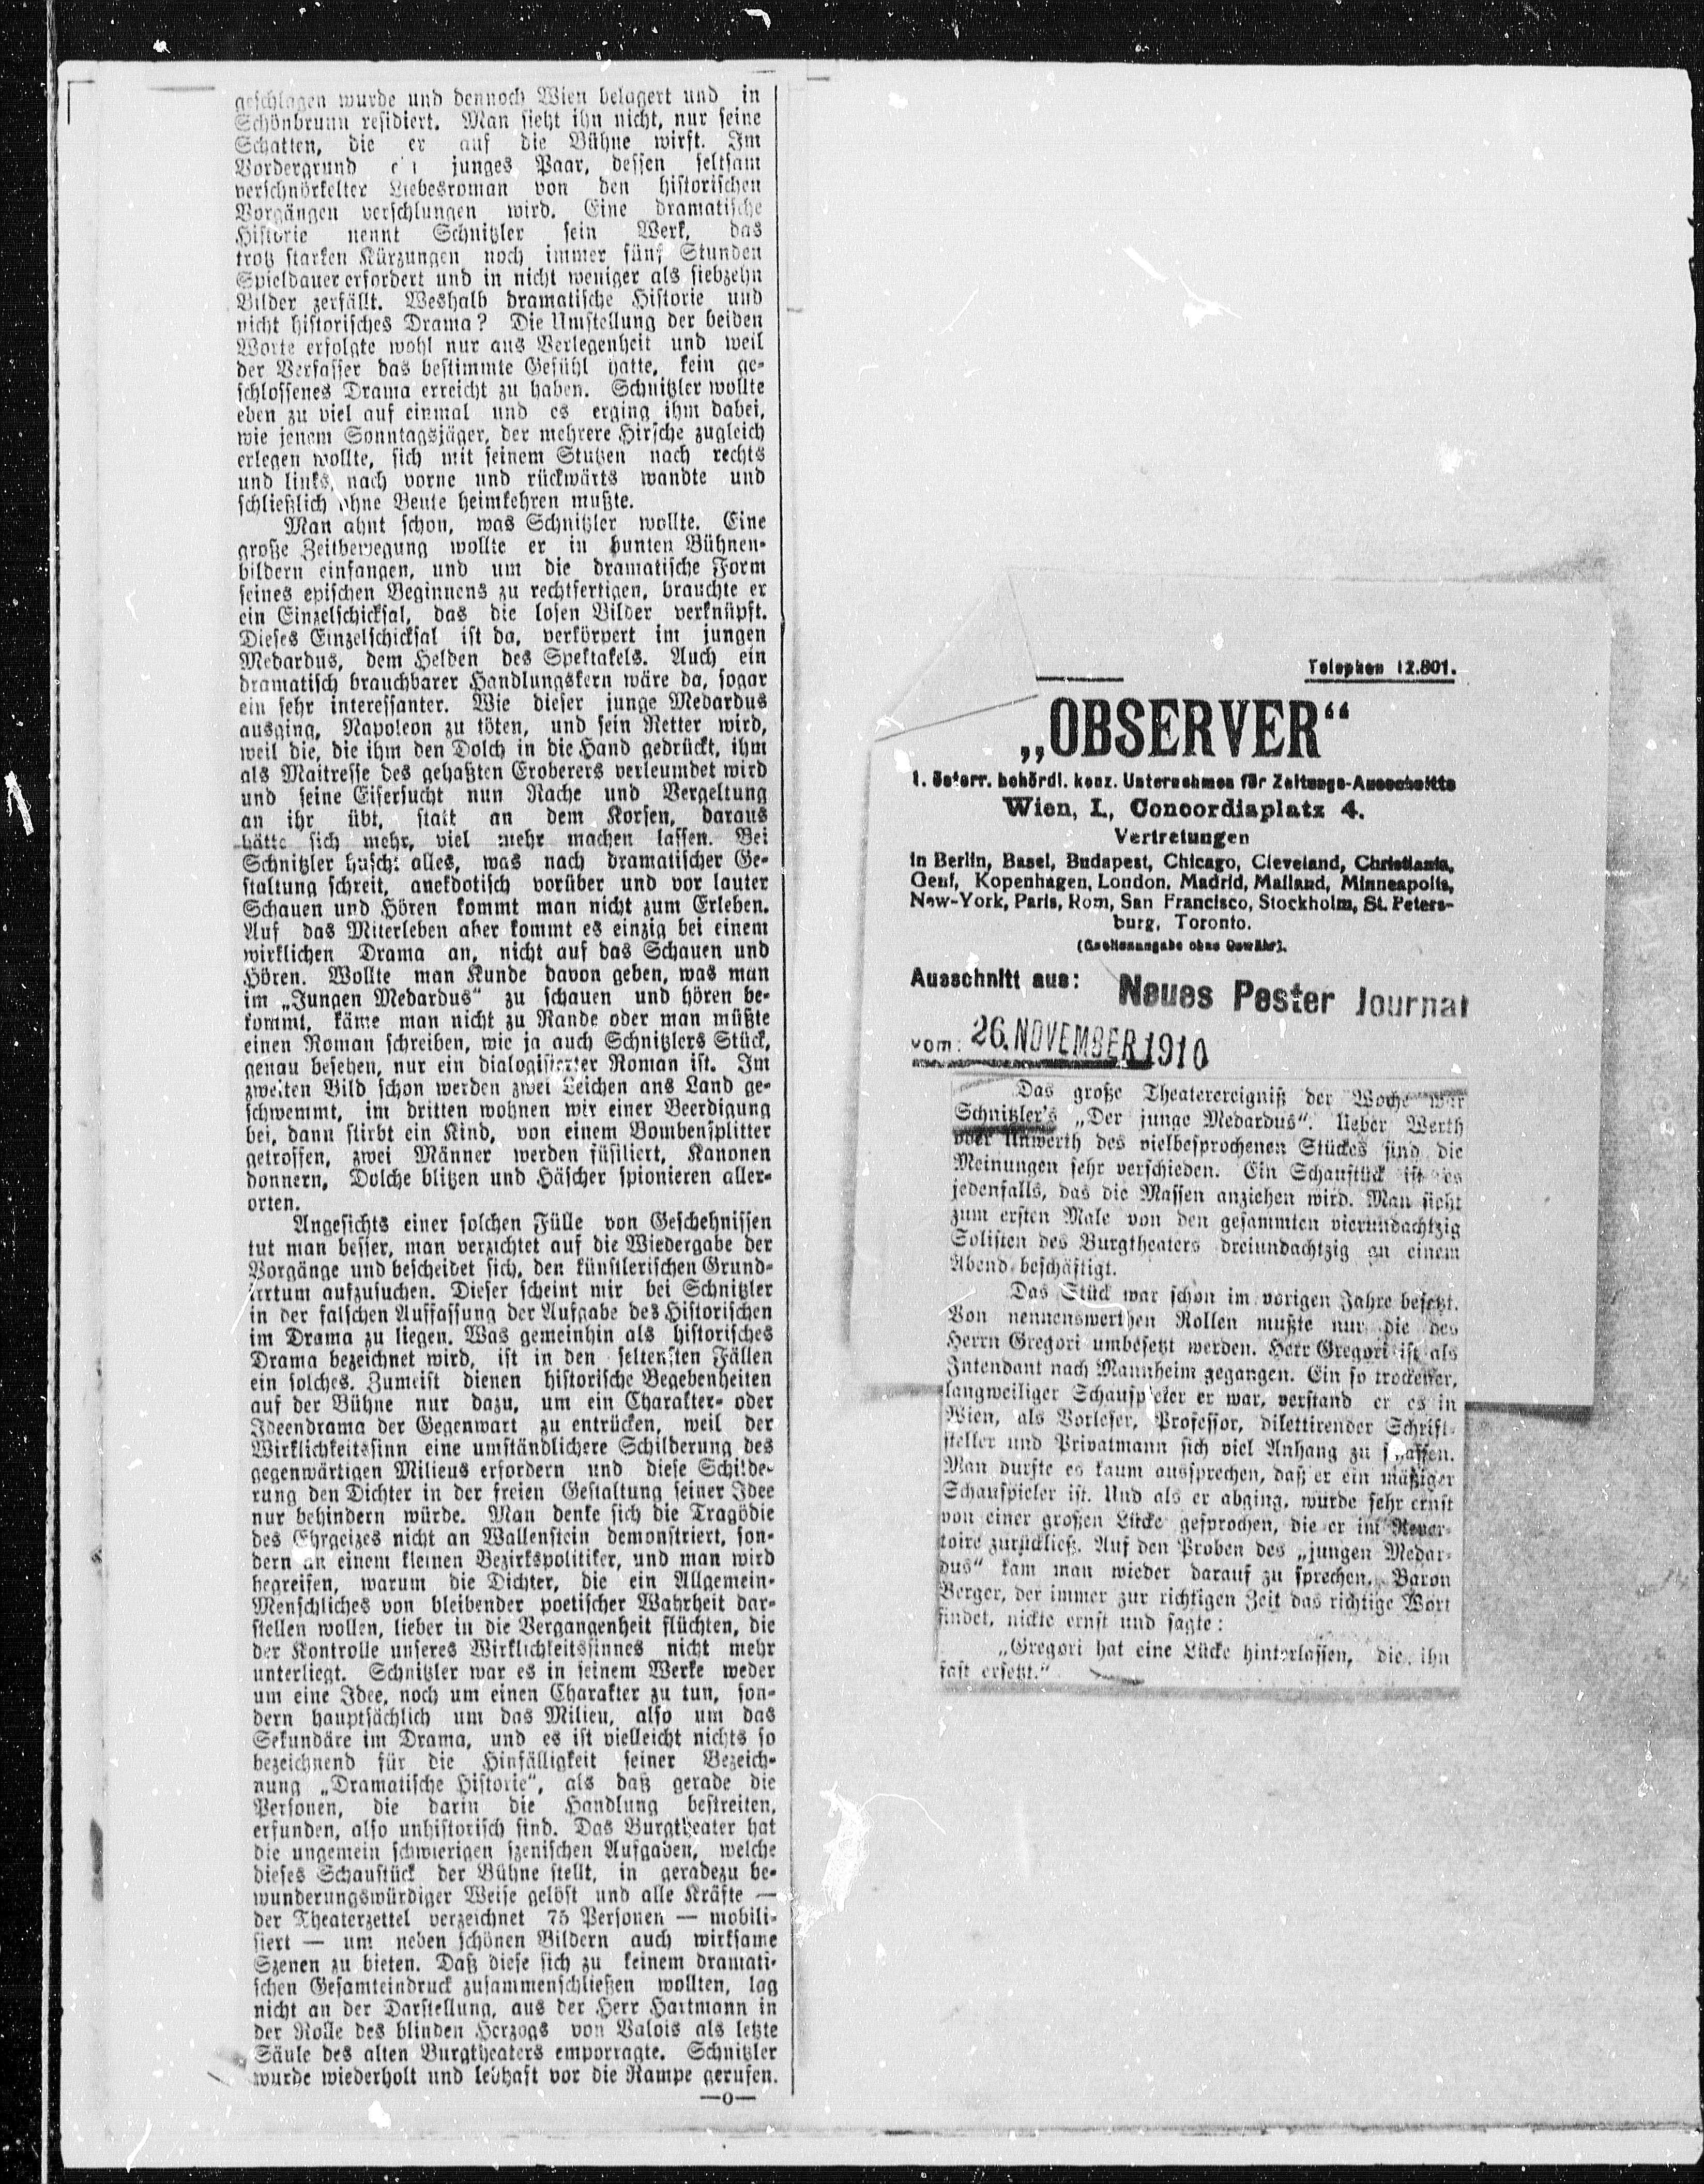 geschlagen wurde und dennoch Wien belagert und in
Schönbrunn residiert. Man sieht ihn nicht, nur seine
Schatten, die er auf die Bühne wirft. Im
Vordergrund junges Paar, dessen seltsam
verschnörkelter Liebesroman von den historischen
Vorgängen verschlungen wird. Eine dramatische
Historie nennt Schnitzler sein Werk, das
trotz starken Kürzungen noch immer fünf Stunden
Spieldauer erfordert und in nicht weniger als siebzehn
Bilder zerfällt. Weshalb dramatische Historie und
nicht historisches Drama? Die Umstellung der beiden
Worte erfolgte wohl nur aus Verlegenheit und weil
der Verfasser das bestimmte Gefühl hatte, kein ge-
schlossenes Drama erreicht zu haben. Schnitzler wollte
eben zu viel auf einmal und es erging ihm dabei,
wie jenem Sonntagsjäger, der mehrere Hirsche zugleich
erlegen wollte, sich mit seinem Stutzen nach rechts
und links, nach vorne und rückwärts wandte und
schließlich ohne Beute heimkehren mußte.
Man ahnt schon, was Schnitzler wollte. Eine
große Zeitbewegung wollte er in bunten Bühnen-
bildern einfangen, und um die dramatische Form
seines epischen Beginnens zu rechtfertigen, brauchte er
ein Einzelschicksal, das die losen Bilder verknüpft.
Dieses Einzelschicksal ist da, verkörpert im jungen
Medardus, dem Helden des Spektakels. Auch ein
dramatisch brauchbarer Handlungskern wäre da, sogar
ein sehr interessanter. Wie dieser junge Medardus
ausging, Napoleon zu töten, und sein Retter wird,
weil die, die ihm den Dolch in die Hand gedrückt, ihm
als Maitresse des gehaßten Eroberers verleumdet wird
und seine Eifersucht nun Rache und Vergeltung
an ihr übt, statt an dem Korsen, daraus
hätte sich mehr, viel mehr machen lassen. Bei
Schnitzler huscht alles, was nach dramatischer Ge-
staltung schreit, anekdotisch vorüber und vor lauter
Schauen und Hören kommt man nicht zum Erleben.
Auf das Miterleben aber kommt es einzig bei einem
wirklichen Drama an, nicht auf das Schauen und
Hören. Wollte man Kunde davon geben, was man
im „Jungen Medardus“ zu schauen und hören be-
kommt, käme man nicht zu Rande oder man müßte
einen Roman schreiben, wie ja auch Schnitzlers Stück,
genau besehen, nur ein dialogisierter Roman ist. Im
zweiten Bild schon werden zwei Leichen ans Land ge-
schwemmt, im dritten wohnen wir einer Beerdigung
bei, dann stirbt ein Kind, von einem Bombensplitter
getroffen, zwei Männer werden füsiliert, Kanonen
donnern, Dolche blitzen und Häscher spionieren aller-
orten.
Angesichts einer solchen Fülle von Geschehnissen
tut man besser, man verzichtet auf die Wiedergabe der
Vorgänge und bescheidet sich, den künstlerischen Grund-
irrtum aufzusuchen. Dieser scheint mir bei Schnitzler
in der falschen Auffassung der Aufgabe des Historischen
im Drama zu liegen. Was gemeinhin als historisches
Drama bezeichnet wird, ist in den seltensten Fällen
ein solches. Zumeist dienen historische Begebenheiten
auf der Bühne nur dazu, um ein Charakter- oder
Ideendrama der Gegenwart zu entrücken, weil der
Wirklichkeitssinn eine umständlichere Schilderung des
gegenwärtigen Milieus erfordern und diese Schilde-
rung den Dichter in der freien Gestaltung seiner Idee
nur behindern würde. Man denke sich die Tragödie
des Ehrgeizes nicht an Wallenstein demonstriert, son-
dern an einem kleinen Bezirkspolitiker, und man wird
begreifen, warum die Dichter, die ein Allgemein-
Menschliches von bleibender poetischer Wahrheit dar-
stellen wollen, lieber in die Vergangenheit flüchten, die
der Kontrolle unseres Wirklichkeitssinnes nicht mehr
unterliegt. Schnitzler war es in seinem Werke weder
um eine Idee, noch um einen Charakter zu tun, son-
dern hauptsächlich um das Milieu, also um das
Sekundäre im Drama, und es ist vielleicht nichts so
bezeichnend für die Hinfälligkeit seiner Bezeich-
nung „Dramatische Historie“, als daß gerade die
Personen, die darin die Handlung bestreiten,
erfunden, also unhistorisch sind. Das Burgtheater hat
die ungemein schwierigen szenischen Aufgaben, welche
dieses Schaustück der Bühne stellt, in geradezu be-
wunderungswürdiger Weise gelöst und alle Kräfte —
der Theaterzettel verzeichnet 75 Personen — mobili-
siert — um neben schönen Bildern auch wirksame
Szenen zu bieten. Daß diese sich zu keinem dramati-
schen Gesamteindruck zusammenschließen wollten, lag
nicht an der Darstellung, aus der Herr Hartmann in
der Rolle des blinden Herzogs von Valois als letzte
Säule des alten Burgtheaters emporragte. Schnitzler
wurde wiederholt und lebhaft vor die Rampe gerufen.
—o—
Telephon 12.801.
„OBSERVER“
I. österr. behördl. konz. Unternehmen für Zeitungs-Ausschnitte
Wien, I., Concordiaplatz 4.
Vertretungen
in Berlin, Basel, Budapest, Chicago, Cleveland, Christiania,
Genf, Kopenhagen, London, Madrid, Mailand, Minneapolis,
New-York, Paris, Rom, San Francisco, Stockholm, St. Peters-
burg, Toronto.
(Quellenangabe ohne Gewähr).
Ausschnitt aus: Neues Pester Journal
vom: 26. NOVEMBER 1910
Das große Theaterereigniß der Woche war
Schnitzler's „Der junge Medardus“. Ueber Werth
oder Unwerth des vielbesprochenen Stückes sind die
Meinungen sehr verschieden. Ein Schaustück ist es
jedenfalls, das die Massen anziehen wird. Man sieht
zum ersten Male von den gesammten vierundachtzig
Solisten des Burgtheaters dreiundachtzig an einem
Abend beschäftigt.
Das Stück war schon im vorigen Jahre besetzt.
Von nennenswerthen Rollen mußte nur die des
Herrn Gregori umbesetzt werden. Herr Gregori ist als
Intendant nach Mannheim gegangen. Ein so trockener,
langweiliger Schauspieler er war, verstand er es in
Wien, als Vorleser, Professor, dilettirender Schrift-
steller und Privatmann sich viel Anhang zu schaffen.
Man durfte es kaum aussprechen, daß er ein mäßiger
Schauspieler ist. Und als er abging, wurde sehr ernst
von einer großen Lücke gesprochen, die er im Reper-
toire zurückließ. Auf den Proben des „jungen Medar-
dus“ kam man wieder darauf zu sprechen. Baron
Berger, der immer zur richtigen Zeit das richtige Wort
findet, nickte ernst und sagte:
„Gregori hat eine Lücke hinterlassen, die ihn
fast ersetzt.“